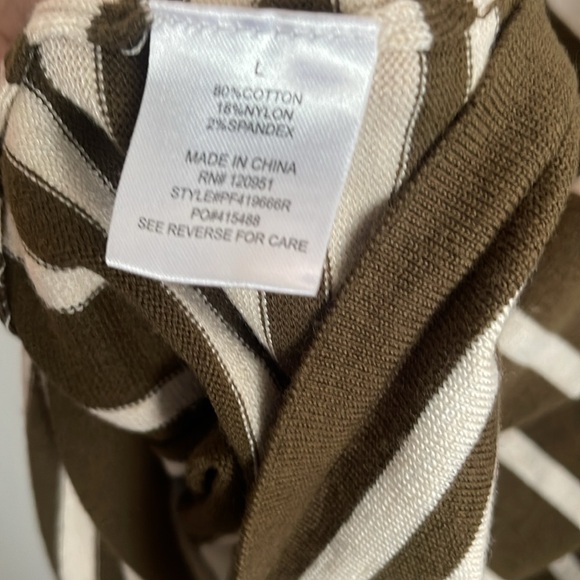 L
80%COTTON
18%NYLON
2%SPANDEX
MADE IN CHINA
RN# 120951
STYLE#PF419666R
PO#415488
SEE REVERSE FOR CARE